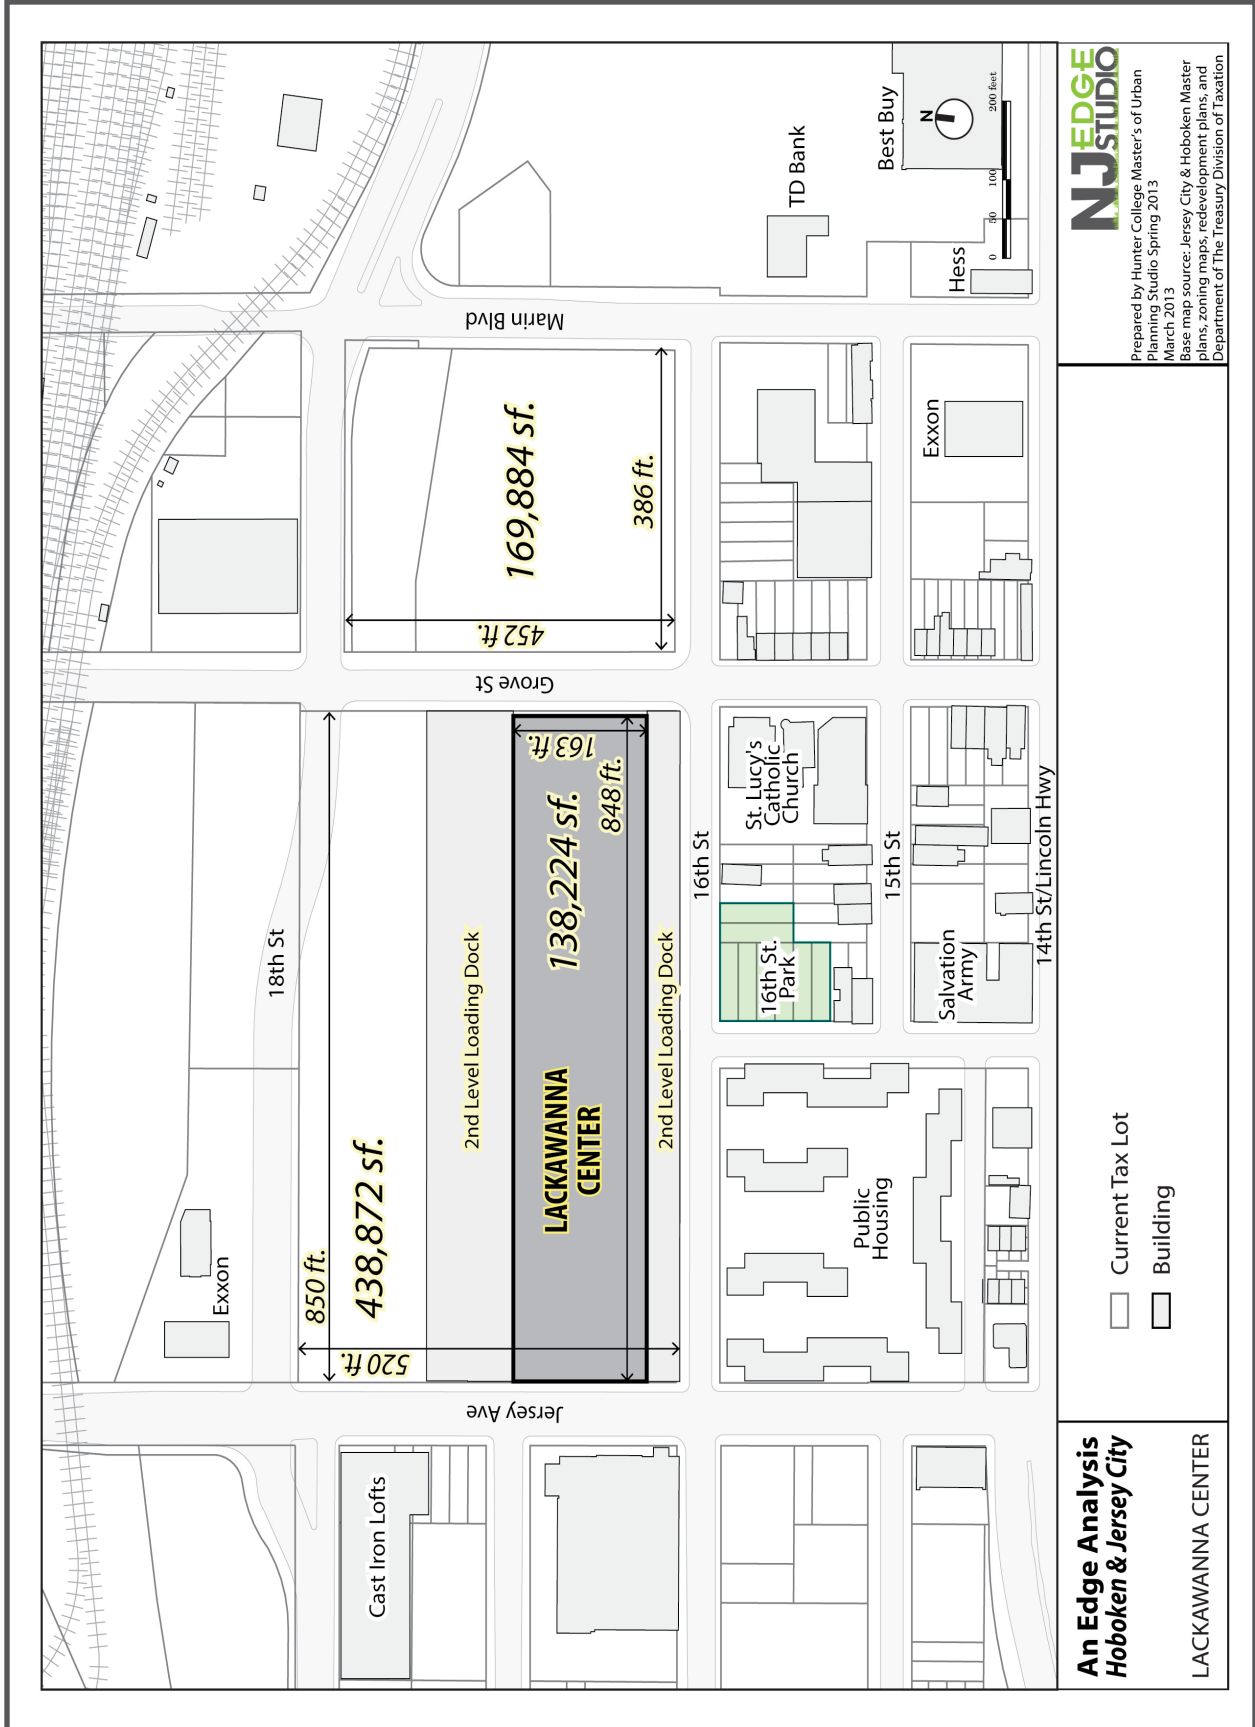 Best Buy
N
0 50 100 200 feet
TD Bank
Hess
Marin Blvd
169,884 sf.
386 ft.
452 ft.
Exxon
Grove St
163 ft.
848 ft.
138,224 sf.
St. Lucy's
Catholic
Church
16th St
15th St
14th St/Lincoln Hwy
18th St
2nd Level Loading Dock
2nd Level Loading Dock
16th St.
Park
Salvation
Army
LACKAWANNA
CENTER
438,872 sf.
850 ft.
520 ft.
Public
Housing
Exxon
Jersey Ave
Cast Iron Lofts
An Edge Analysis
Hoboken & Jersey City
LACKAWANNA CENTER
Current Tax Lot
Building
NJ EDGE
STUDIO
Prepared by Hunter College Master's of Urban
Planning Studio Spring 2013
March 2013
Base map source: Jersey City & Hoboken Master
plans, zoning maps, redevelopment plans, and
Department of The Treasury Division of Taxation